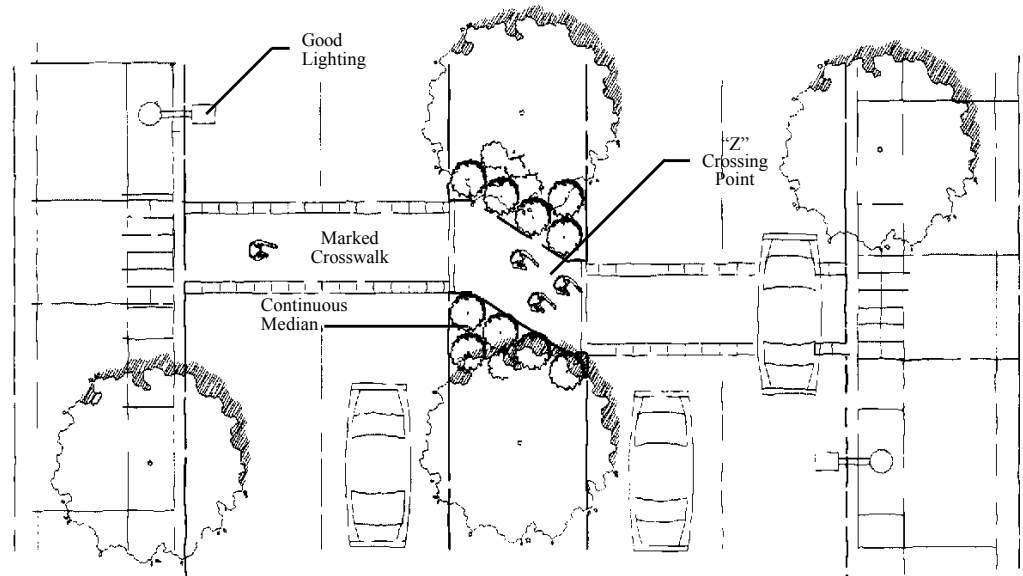 Good
Lighting
“Z”
Crossing
Point
Marked
Crosswalk
Continuous
Median